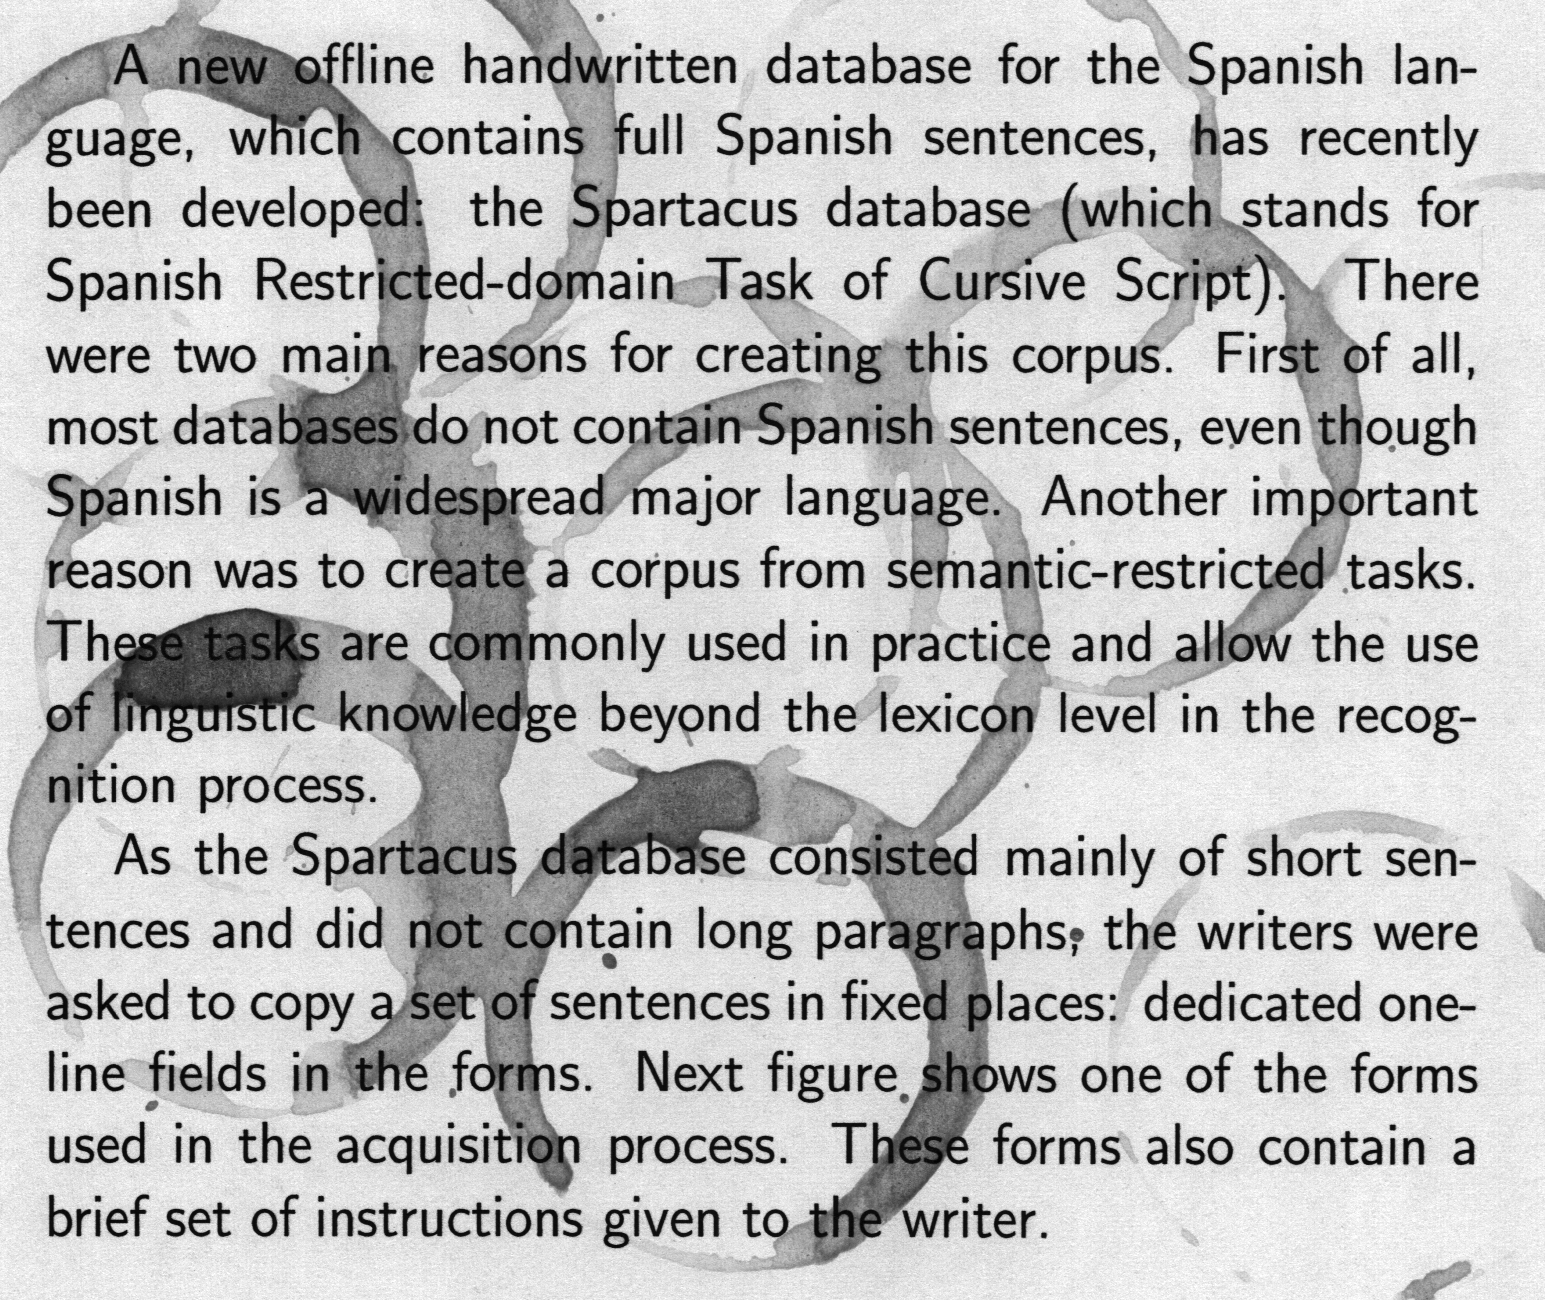 A new offline handwritten database for the Spanish lan-
guage, which contains full Spanish sentences, has recently
been developed: the Spartacus database (which stands for
Spanish Restricted-domain Task of Cursive Script). There
were two main reasons for creating this corpus. First of all,
most databases do not contain Spanish sentences, even though
Spanish is a widespread major language. Another important
reason was to create a corpus from semantic-restricted tasks.
These tasks are commonly used in practice and allow the use
of linguistic knowledge beyond the lexicon level in the recog-
nition process.
As the Spartacus database consisted mainly of short sen-
tences and did not contain long paragraphs, the writers were
asked to copy a set of sentences in fixed places: dedicated one-
line fields in the forms. Next figure shows one of the forms
used in the acquisition process. These forms also contain a
brief set of instructions given to the writer.